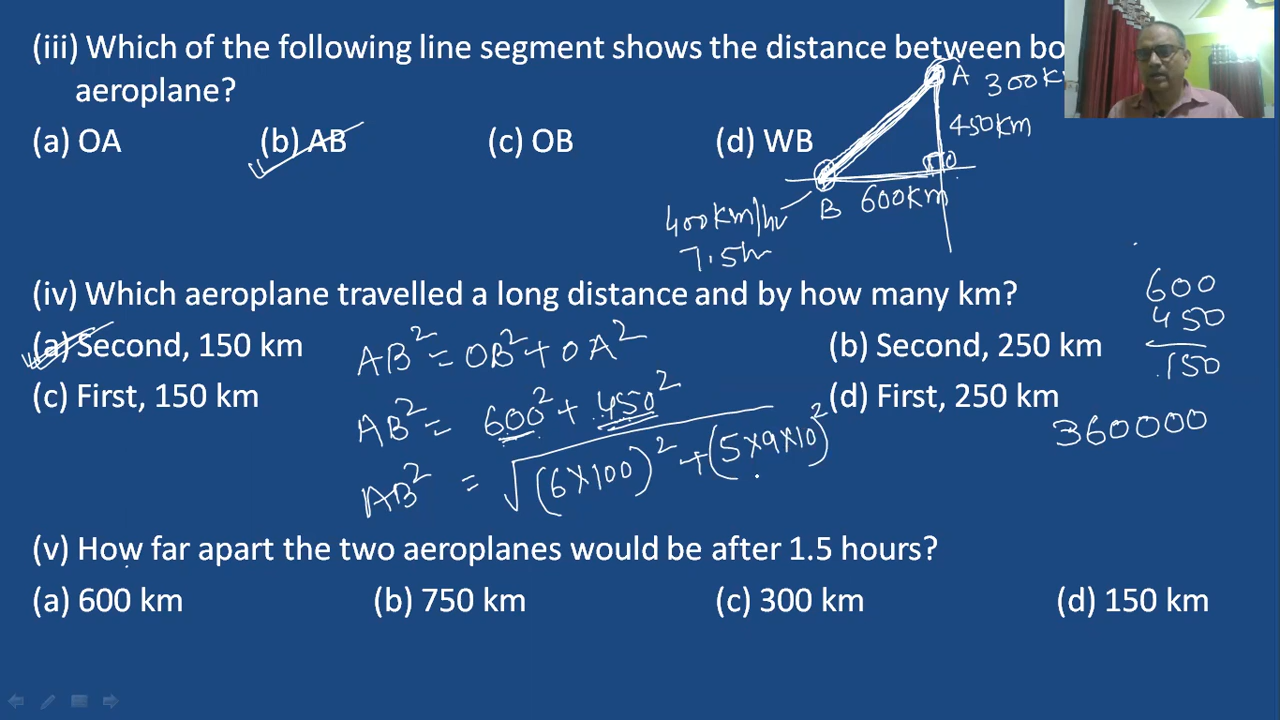 (iii) Which of the following line segment shows the distance between bo
aeroplane?
(a) OA (b) AB (c) OB (d) WB
A 300K
450Km
B 600Km
400Km/hr
7.5hr
(iv) Which aeroplane travelled a long distance and by how many km?
(a) Second, 150 km (b) Second, 250 km
(c) First, 150 km (d) First, 250 km
AB² = OB² + OA²
AB² = 600² + 450²
AB² = √(6×100)² + (5×9×10)²
600
450
150
360000
(v) How far apart the two aeroplanes would be after 1.5 hours?
(a) 600 km (b) 750 km (c) 300 km (d) 150 km